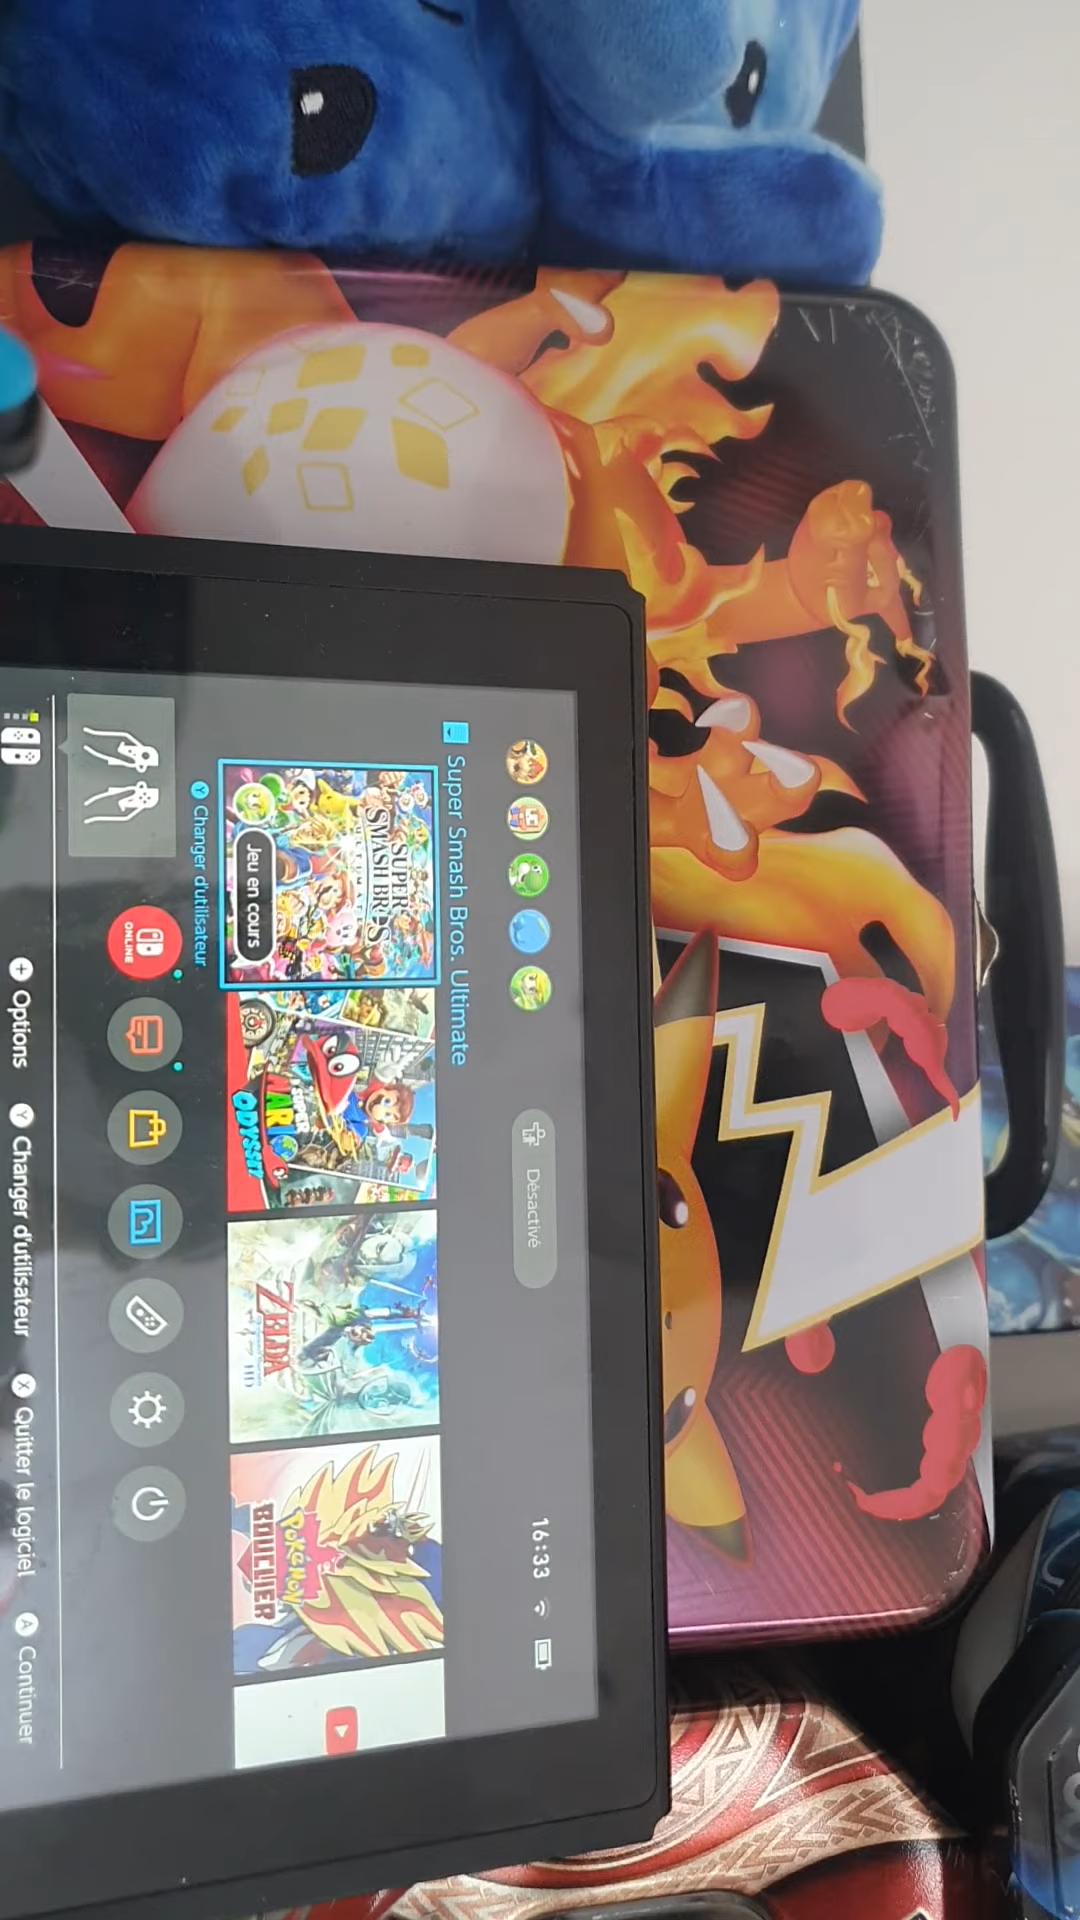 Désactivé
16:33
Super Smash Bros. Ultimate
SUPER
SMASH BROS
ULTIMATE
Jeu en cours
SUPER
MARIO
ODYSSEY
ZELDA
HD
POKÉMON
BOUCLIER
Y Changer d'utilisateur
ONLINE
+ Options
Y Changer d'utilisateur
X Quitter le logiciel
A Continuer